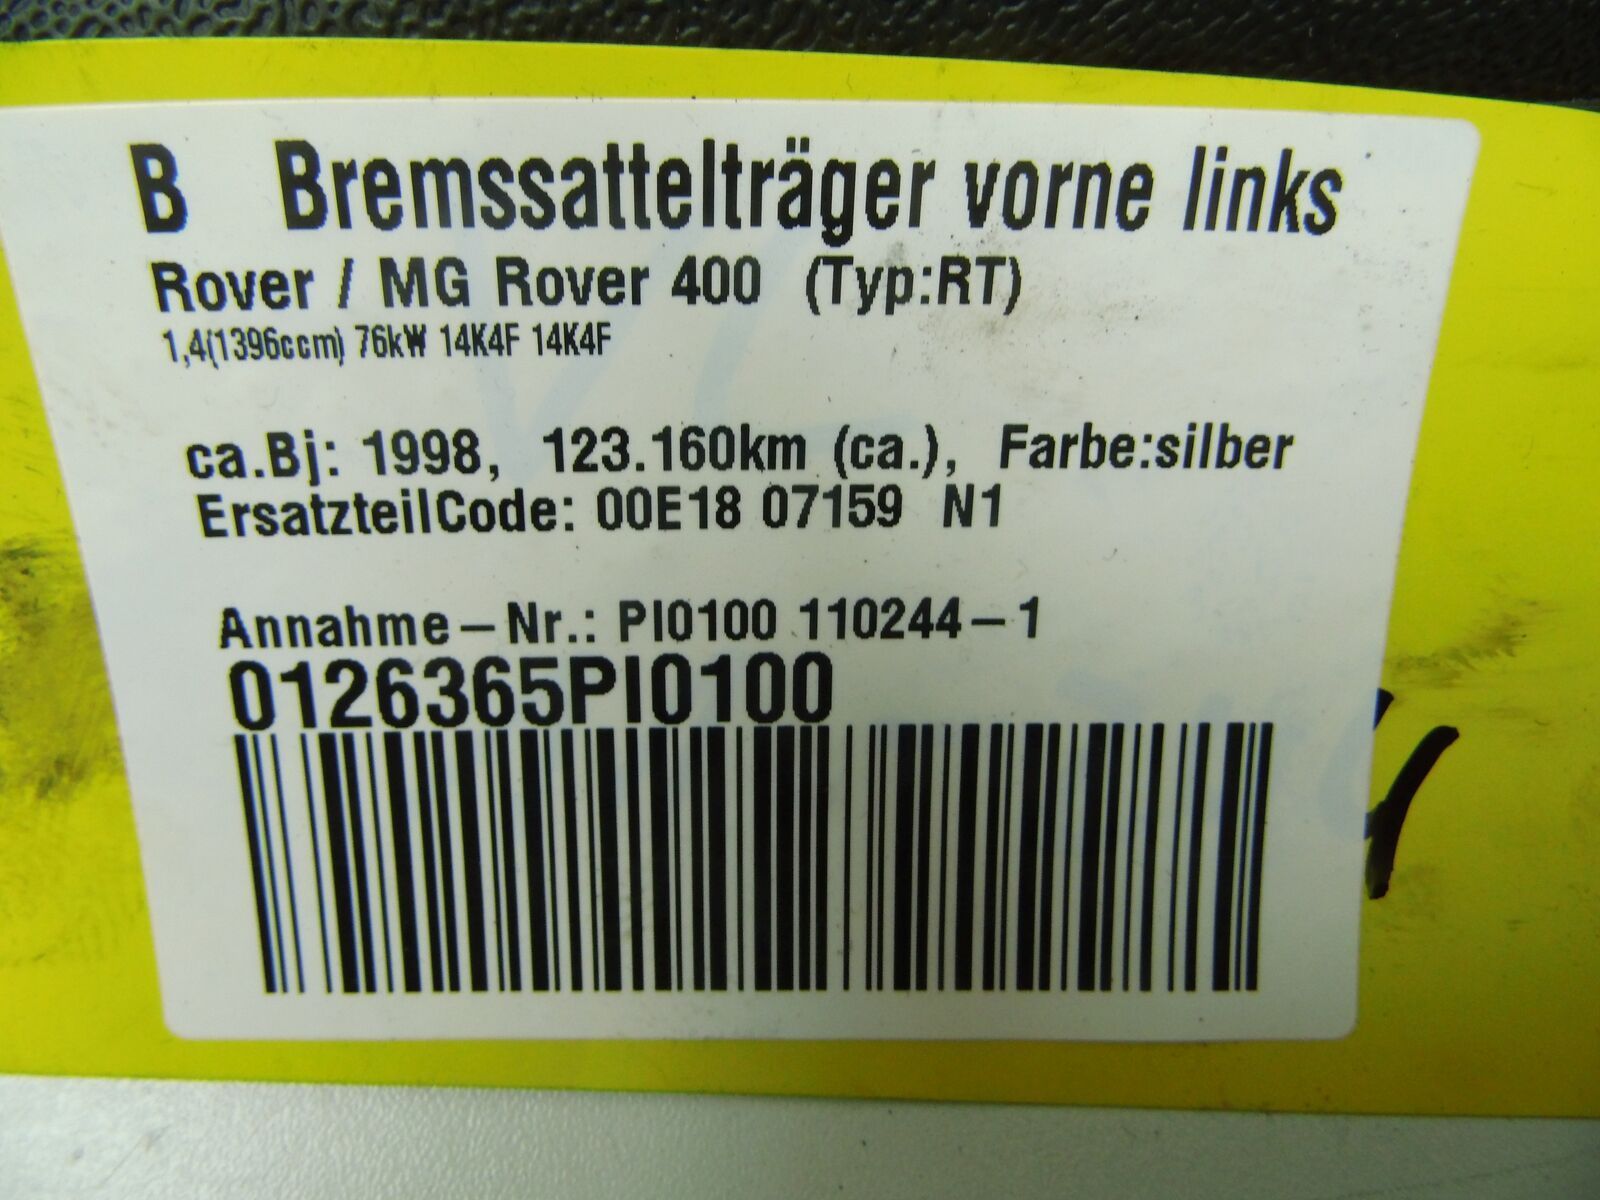 B Bremssattelträger vorne links
Rover / MG Rover 400 (Typ:RT)
1,4(1396ccm) 76kW 14K4F 14K4F
ca.Bj: 1998, 123.160km (ca.), Farbe:silber
ErsatzteilCode: 00E18 07159 N1
Annahme-Nr.: PI0100 110244-1
0126365PI0100